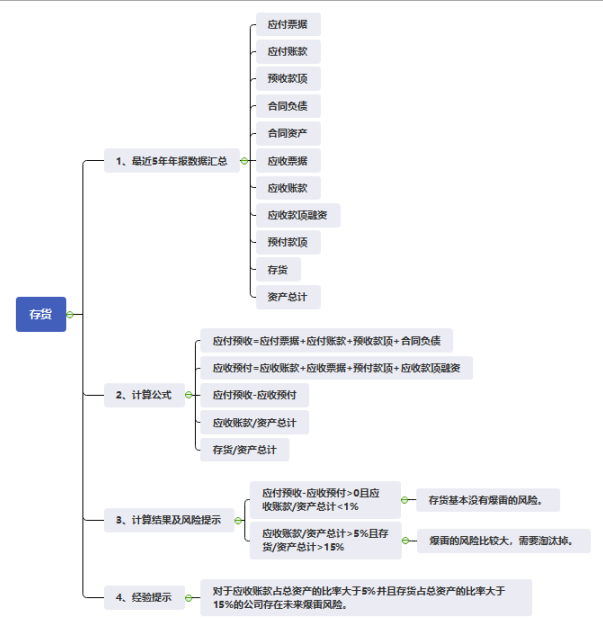 存货
1、最近5年年报数据汇总
应付票据
应付账款
预收款项
合同负债
合同资产
应收票据
应收账款
应收款项融资
预付款项
存货
资产总计
2、计算公式
应付预收=应付票据+应付账款+预收款项+合同负债
应收预付=应收账款+应收票据+预付款项+应收款项融资
应付预收-应收预付
应收账款/资产总计
存货/资产总计
3、计算结果及风险提示
应付预收-应收预付>0且应
收账款/资产总计<1%
存货基本没有爆雷的风险。
应收账款/资产总计>5%且存
货/资产总计>15%
爆雷的风险比较大，需要淘汰掉。
4、经验提示
对于应收账款占总资产的比率大于5%并且存货占总资产的比率大于
15%的公司存在未来爆雷风险。